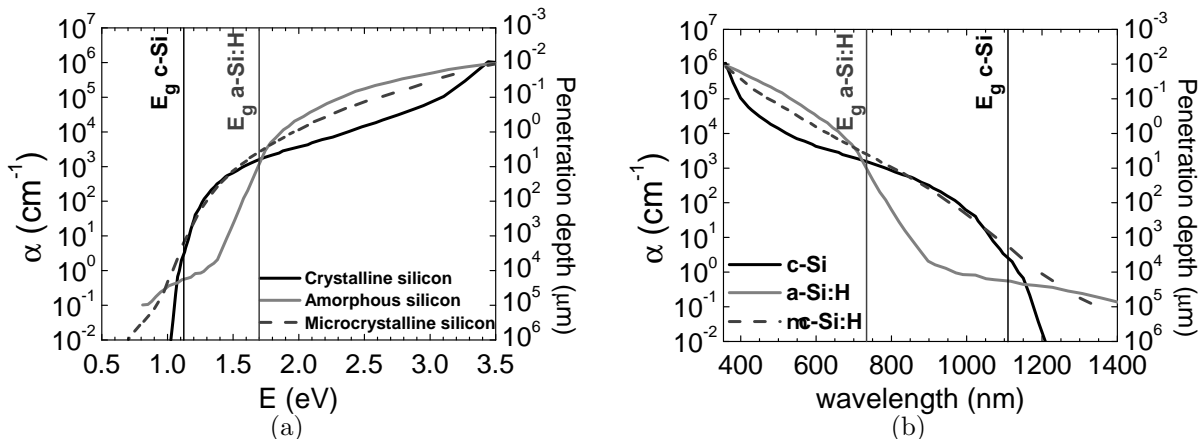 10^7
10^6
10^5
10^4
10^3
10^2
10^1
10^0
10^-1
10^-2
α (cm^-1)
E_g c-Si
E_g a-Si:H
Crystalline silicon
Amorphous silicon
Microcrystalline silicon
10^-3
10^-2
10^-1
10^0
10^1
10^2
10^3
10^4
10^5
10^6
Penetration depth (μm)
0.5 1.0 1.5 2.0 2.5 3.0 3.5
E (eV)
(a)
10^7
10^6
10^5
10^4
10^3
10^2
10^1
10^0
10^-1
10^-2
α (cm^-1)
E_g a-Si:H
E_g c-Si
c-Si
a-Si:H
mc-Si:H
10^-3
10^-2
10^-1
10^0
10^1
10^2
10^3
10^4
10^5
10^6
Penetration depth (μm)
400 600 800 1000 1200 1400
wavelength (nm)
(b)